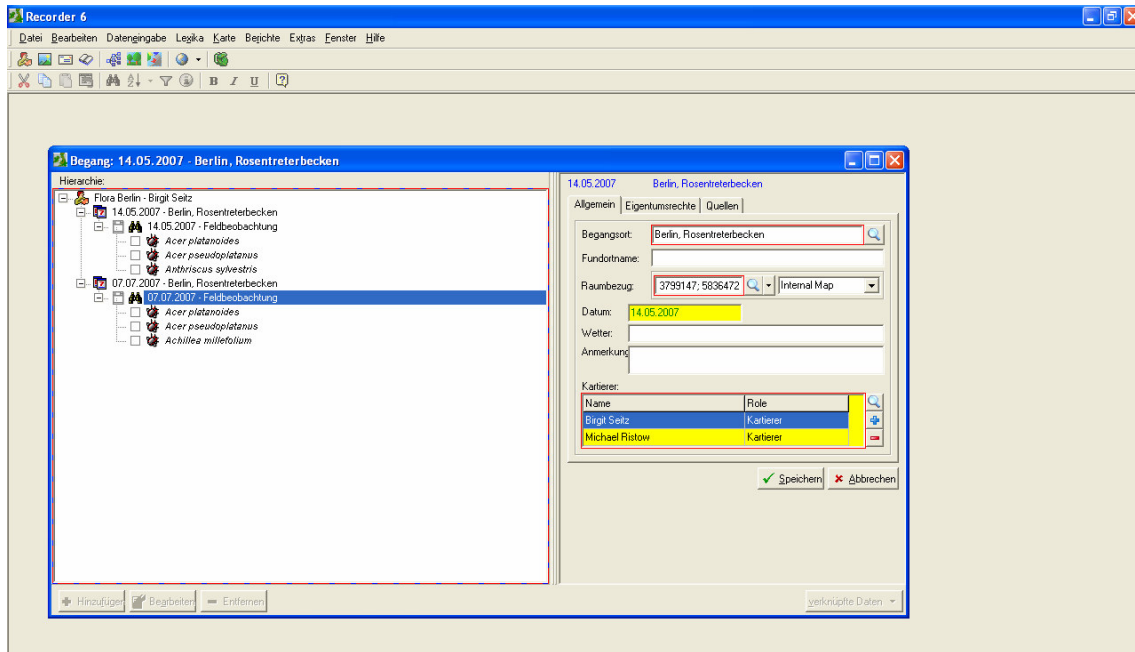 Recorder 6
Datei Bearbeiten Dateneingabe Lexika Karte Berichte Extras Fenster Hilfe
B I U
Begang: 14.05.2007 - Berlin, Rosentreterbecken
Hierarchie:
Flora Berlin - Birgit Seitz
14.05.2007 - Berlin, Rosentreterbecken
14.05.2007 - Feldbeobachtung
Acer platanoides
Acer pseudoplatanus
Anthriscus sylvestris
07.07.2007 - Berlin, Rosentreterbecken
07.07.2007 - Feldbeobachtung
Acer platanoides
Acer pseudoplatanus
Achillea millefolium
14.05.2007 Berlin, Rosentreterbecken
Allgemein Eigentumsrechte Quellen
Begangsort: Berlin, Rosentreterbecken
Fundortname:
Raumbezug: 3799147; 5836472 Internal Map
Datum: 14.05.2007
Wetter:
Anmerkung
Kartierer:
Name Role
Birgit Seitz Kartierer
Michael Ristow Kartierer
Speichern Abbrechen
Hinzufügen Bearbeiten Entfernen verknüpfte Daten